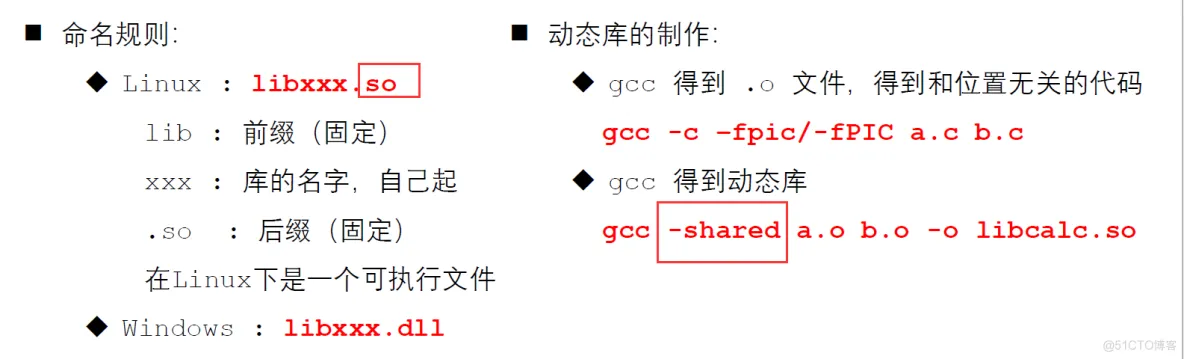 ■ 命名规则:
◆ Linux : libxxx.so
lib : 前缀（固定）
xxx : 库的名字，自己起
.so : 后缀（固定）
在Linux下是一个可执行文件
◆ Windows : libxxx.dll
■ 动态库的制作:
◆ gcc 得到 .o 文件，得到和位置无关的代码
gcc -c –fpic/-fPIC a.c b.c
◆ gcc 得到动态库
gcc -shared a.o b.o -o libcalc.so
@51CTO博客